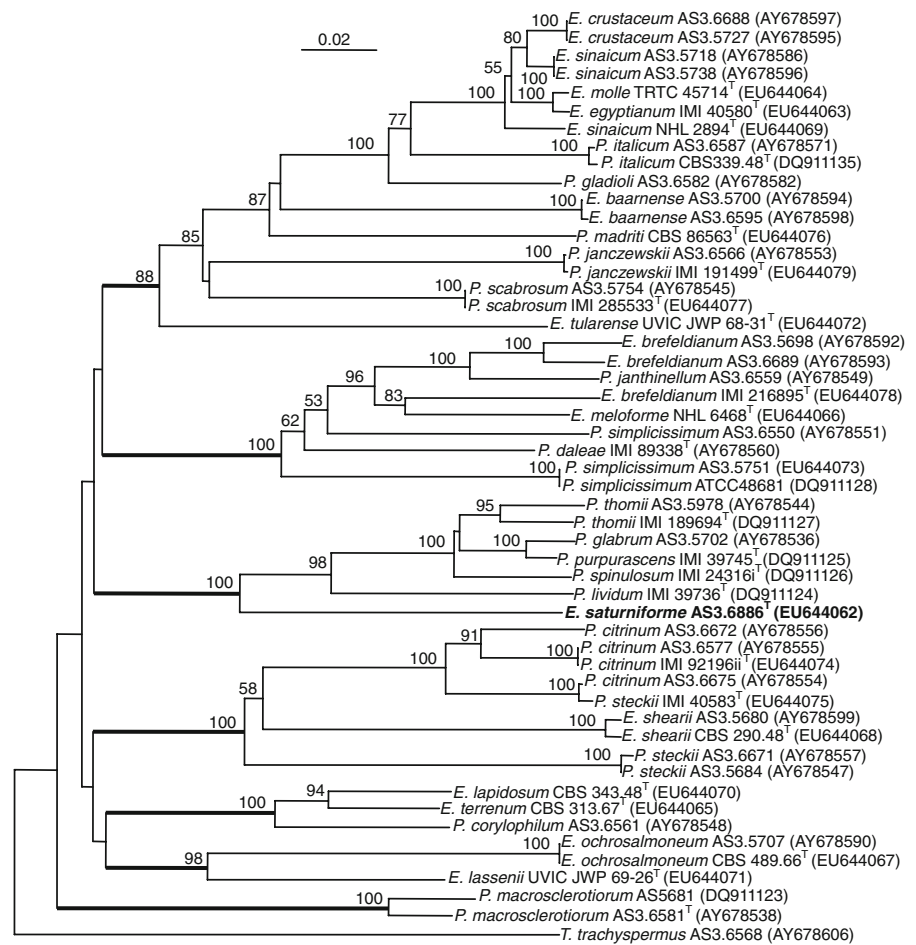 0.02
100
E. crustaceum AS3.6688 (AY678597)
E. crustaceum AS3.5727 (AY678595)
80
E. sinaicum AS3.5718 (AY678586)
E. sinaicum AS3.5738 (AY678596)
100
55
E. molle TRTC 45714T (EU644064)
100
100
E. egyptianum IMI 40580T (EU644063)
E. sinaicum NHL 2894T (EU644069)
77
P. italicum AS3.6587 (AY678571)
100
100
P. italicum CBS339.48T (DQ911135)
P. gladioli AS3.6582 (AY678582)
87
E. baarnense AS3.5700 (AY678594)
100
E. baarnense AS3.6595 (AY678598)
85
P. madriti CBS 86563T (EU644076)
P. janczewskii AS3.6566 (AY678553)
100
P. janczewskii IMI 191499T (EU644079)
88
P. scabrosum AS3.5754 (AY678545)
100
P. scabrosum IMI 285533T (EU644077)
E. tularense UVIC JWP 68-31T (EU644072)
E. brefeldianum AS3.5698 (AY678592)
100
100
E. brefeldianum AS3.6689 (AY678593)
P. janthinellum AS3.6559 (AY678549)
96
E. brefeldianum IMI 216895T (EU644078)
83
53
E. meloforme NHL 6468T (EU644066)
62
P. simplicissimum AS3.6550 (AY678551)
100
P. daleae IMI 89338T (AY678560)
P. simplicissimum AS3.5751 (EU644073)
100
P. simplicissimum ATCC48681 (DQ911128)
P. thomii AS3.5978 (AY678544)
95
P. thomii IMI 189694T (DQ911127)
P. glabrum AS3.5702 (AY678536)
100
100
P. purpurascens IMI 39745T (DQ911125)
98
P. spinulosum IMI 24316iT (DQ911126)
100
P. lividum IMI 39736T (DQ911124)
E. saturniforme AS3.6886T (EU644062)
P. citrinum AS3.6672 (AY678556)
91
P. citrinum AS3.6577 (AY678555)
100
100
P. citrinum IMI 92196iiT (EU644074)
P. citrinum AS3.6675 (AY678554)
58
100
P. steckii IMI 40583T (EU644075)
E. shearii AS3.5680 (AY678599)
100
100
E. shearii CBS 290.48T (EU644068)
P. steckii AS3.6671 (AY678557)
100
P. steckii AS3.5684 (AY678547)
94
E. lapidosum CBS 343.48T (EU644070)
100
E. terrenum CBS 313.67T (EU644065)
P. corylophilum AS3.6561 (AY678548)
E. ochrosalmoneum AS3.5707 (AY678590)
100
E. ochrosalmoneum CBS 489.66T (EU644067)
98
E. lassenii UVIC JWP 69-26T (EU644071)
P. macrosclerotiorum AS5681 (DQ911123)
100
P. macrosclerotiorum AS3.6581T (AY678538)
T. trachyspermus AS3.6568 (AY678606)